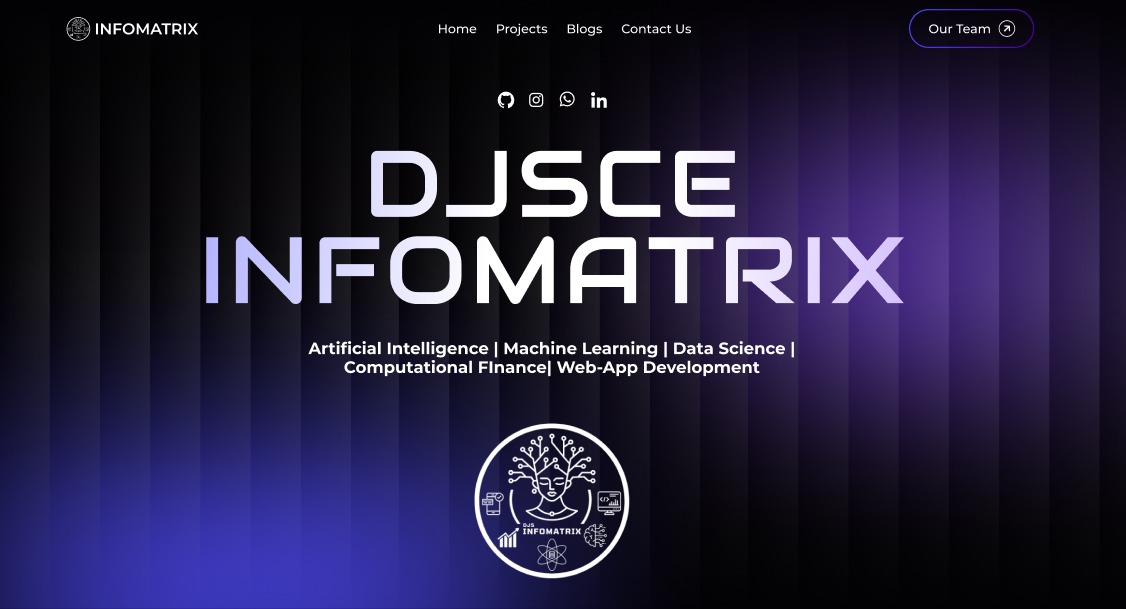 INFOMATRIX
Home Projects Blogs Contact Us
Our Team
DJSCE
INFOMATRIX
Artificial Intelligence | Machine Learning | Data Science |
Computational FInance| Web-App Development
</>
DJS
INFOMATRIX